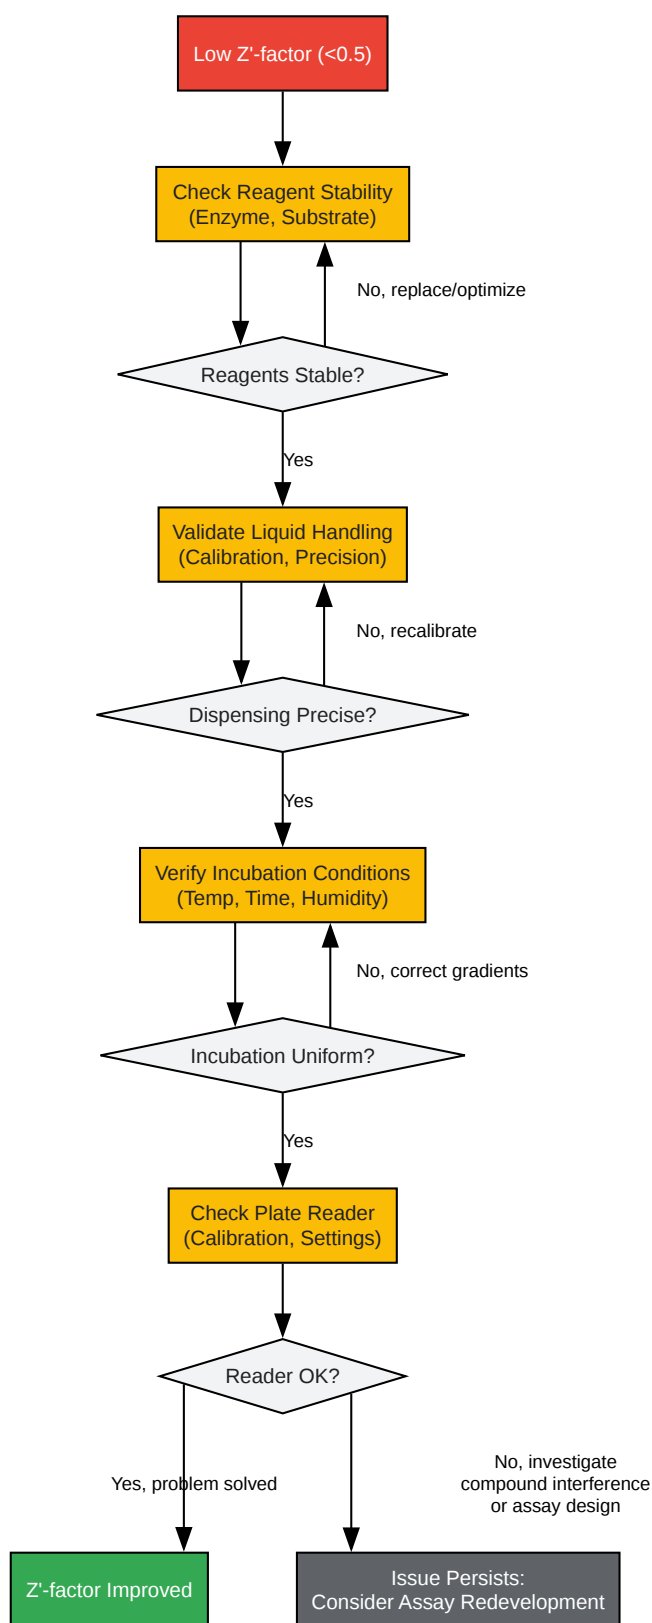 Low Z'-factor (<0.5)
Check Reagent Stability
(Enzyme, Substrate)
No, replace/optimize
Reagents Stable?
Yes
Validate Liquid Handling
(Calibration, Precision)
No, recalibrate
Dispensing Precise?
Yes
Verify Incubation Conditions
(Temp, Time, Humidity)
No, correct gradients
Incubation Uniform?
Yes
Check Plate Reader
(Calibration, Settings)
Reader OK?
Yes, problem solved
No, investigate
compound interference
or assay design
Z'-factor Improved
Issue Persists:
Consider Assay Redevelopment